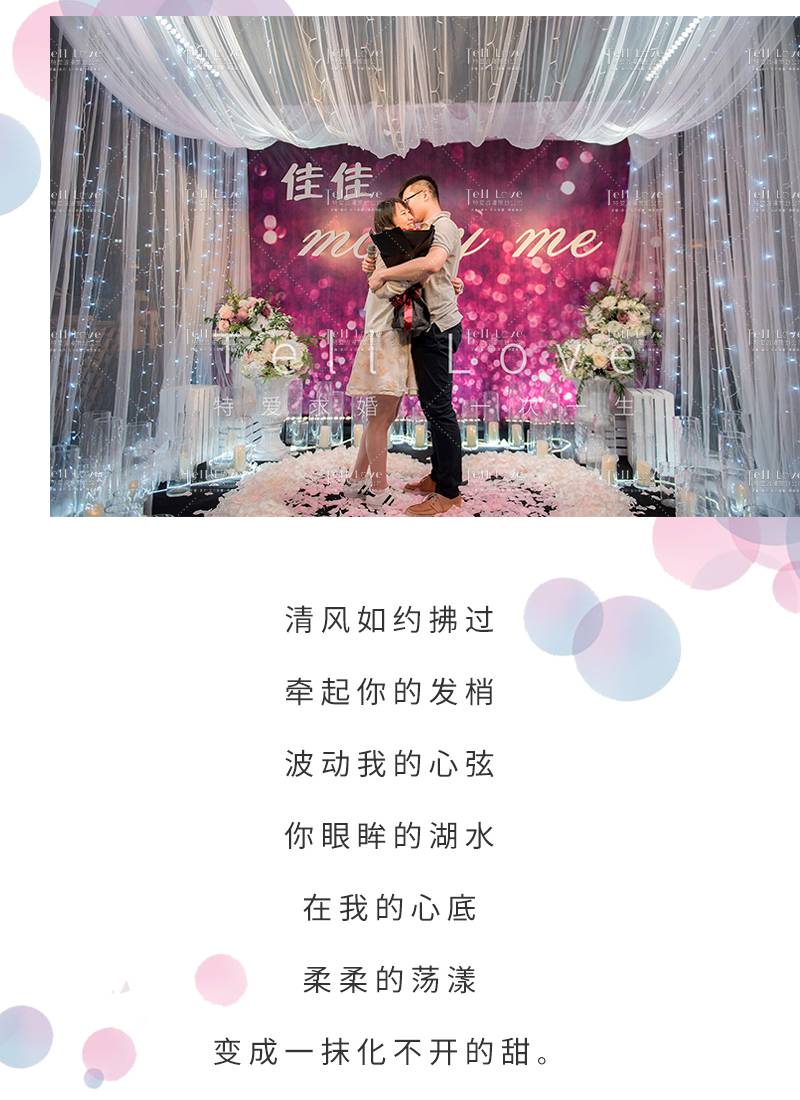 佳佳
marry me
Tell Love
特爱求婚 一次一生
清风如约拂过
牵起你的发梢
波动我的心弦
你眼眸的湖水
在我的心底
柔柔的荡漾
变成一抹化不开的甜。